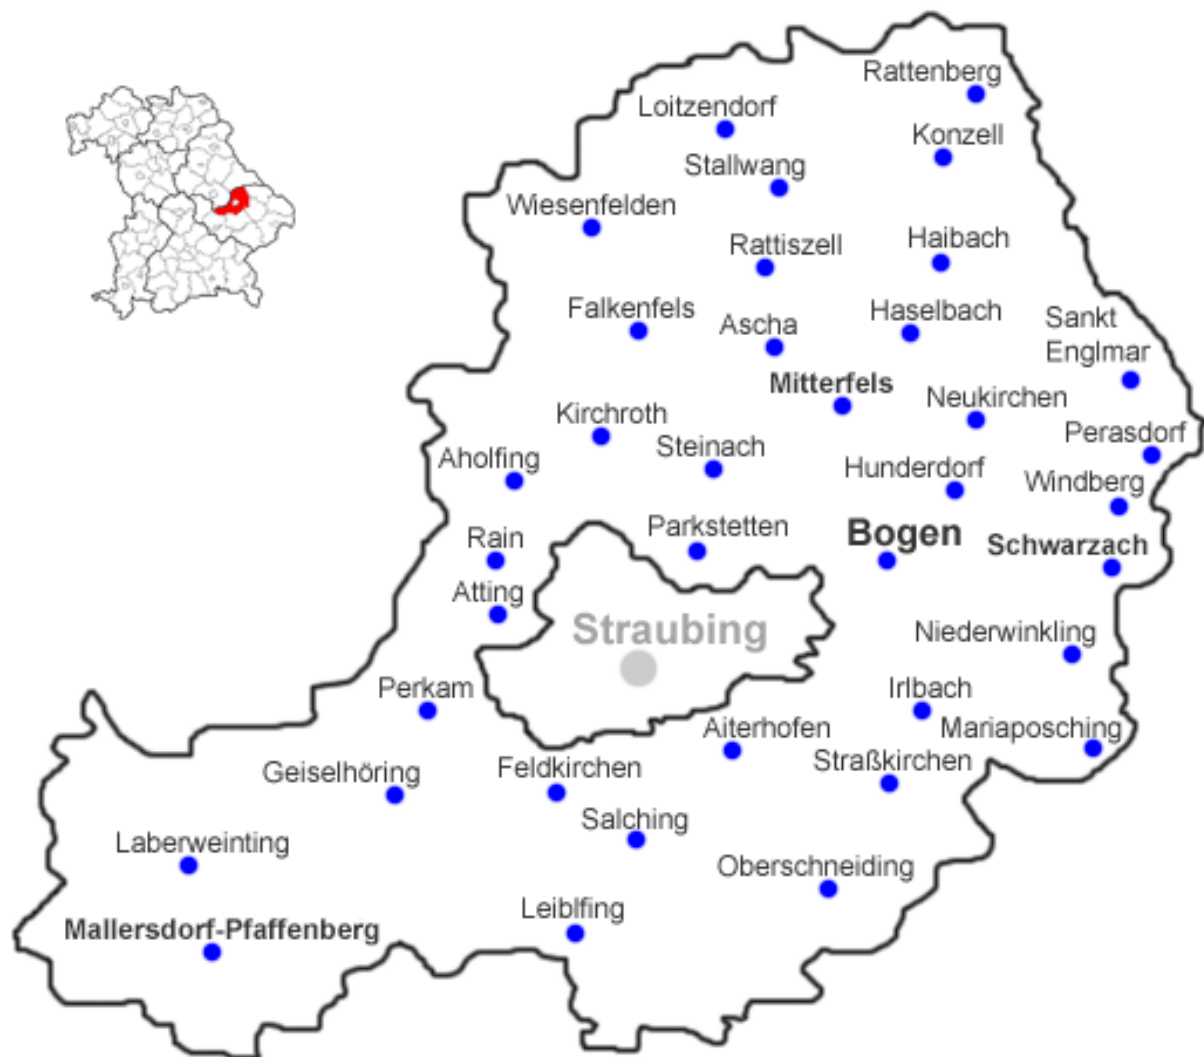 Rattenberg
Loitzendorf
Konzell
Stallwang
Wiesenfelden
Rattiszell
Haibach
Falkenfels
Ascha
Haselbach
Sankt
Englmar
Mitterfels
Neukirchen
Kirchroth
Steinach
Perasdorf
Aholfing
Hunderdorf
Windberg
Rain
Parkstetten
Bogen
Schwarzach
Atting
Straubing
Niederwinkling
Perkam
Irlbach
Aiterhofen
Mariaposching
Geiselhöring
Feldkirchen
Straßkirchen
Salching
Laberweinting
Oberschneiding
Leiblfing
Mallersdorf-Pfaffenberg